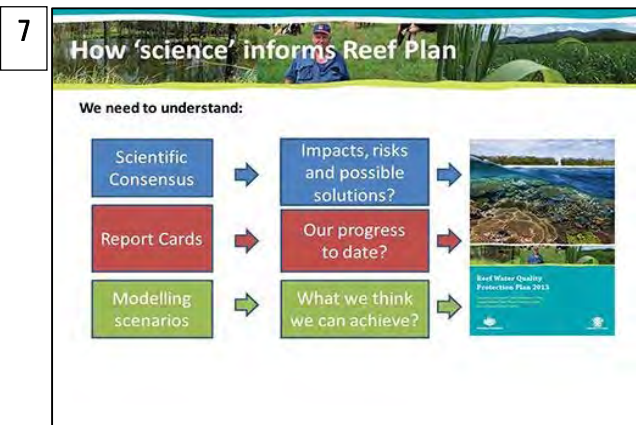 7
How 'science' informs Reef Plan
We need to understand:
Scientific
Consensus
Impacts, risks
and possible
solutions?
Report Cards
Our progress
to date?
Modelling
scenarios
What we think
we can achieve?
Reef Water Quality
Protection Plan 2013